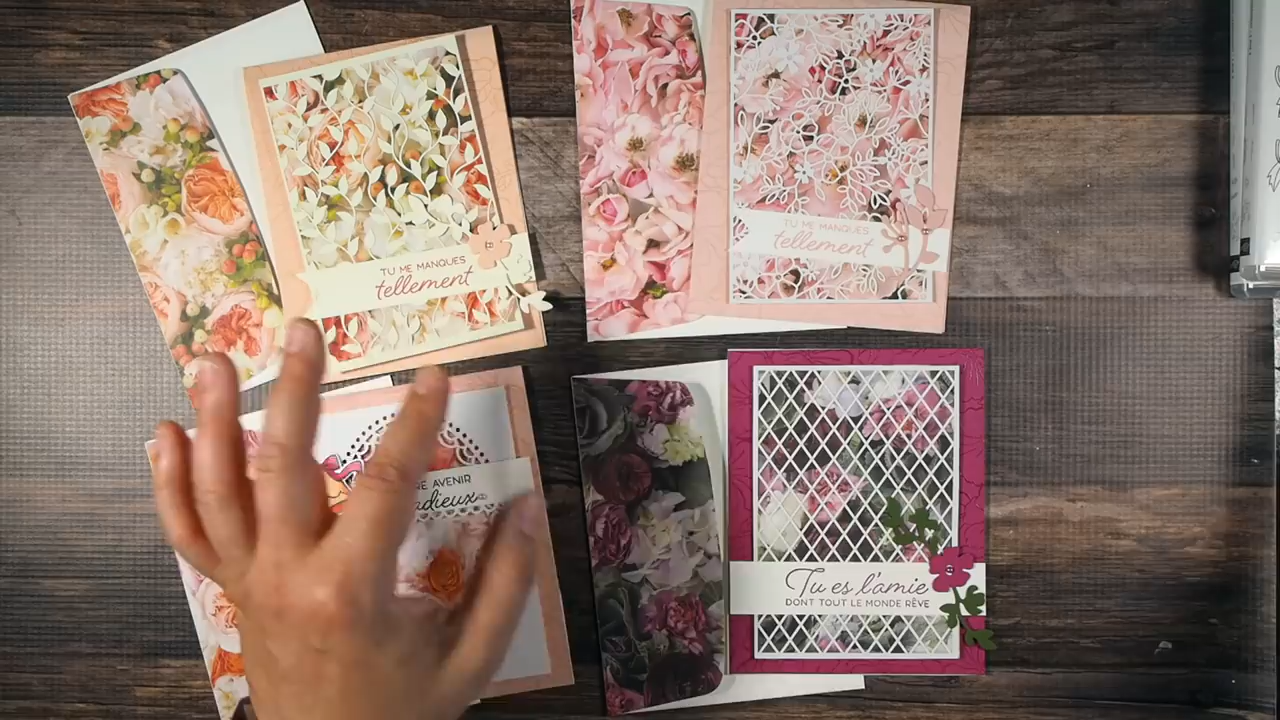 TU ME MANQUES
tellement
TU ME MANQUES
tellement
AVENIR
Tu es l'amie
DONT TOUT LE MONDE RÊVE